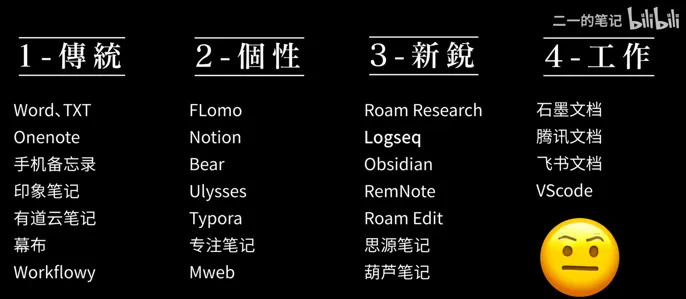 二一的笔记 bilibili
1-傳統
Word、TXT
Onenote
手机备忘录
印象笔记
有道云笔记
幕布
Workflowy
2-個性
FLomo
Notion
Bear
Ulysses
Typora
专注笔记
Mweb
3-新銳
Roam Research
Logseq
Obsidian
RemNote
Roam Edit
思源笔记
葫芦笔记
4-工作
石墨文档
腾讯文档
飞书文档
VScode